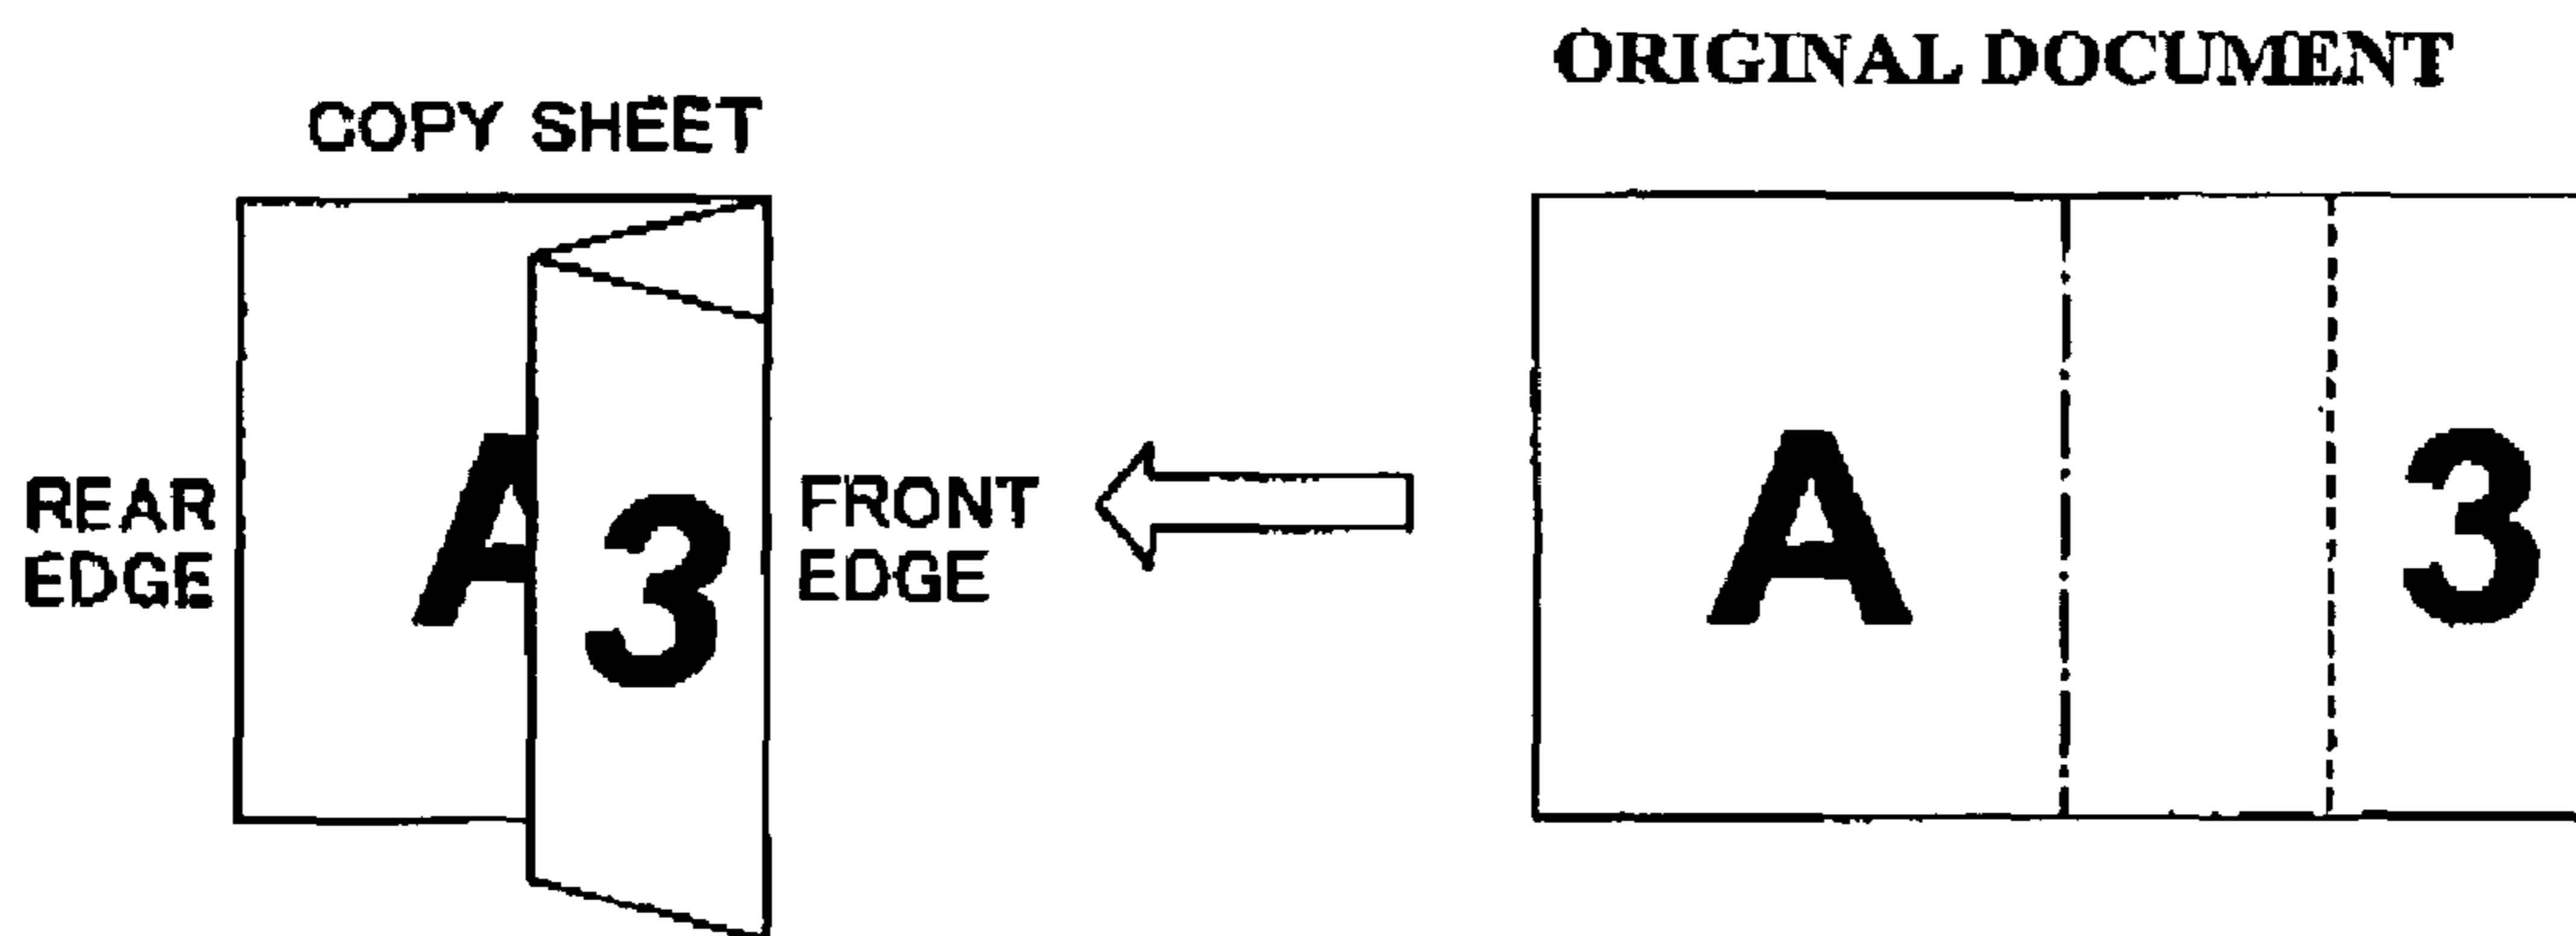 ORIGINAL DOCUMENT
COPY SHEET
REAR
EDGE
A
3
FRONT
EDGE
A
3